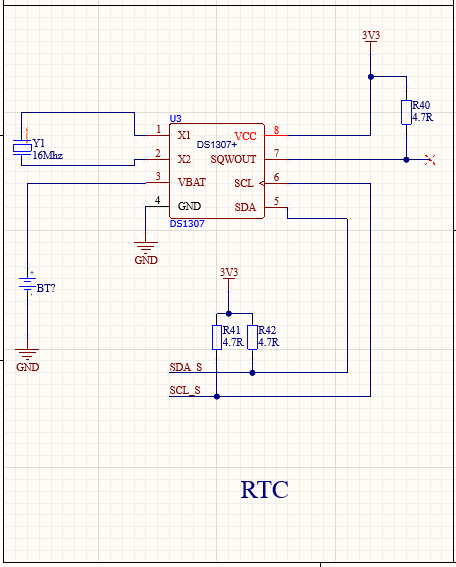 3V3
R40
4.7R
U3
1
X1
VCC
8
DS1307+
Y1
16Mhz
2
X2
SQWOUT
7
3
VBAT
SCL
6
4
GND
SDA
5
DS1307
GND
3V3
BT?
R41
4.7R
R42
4.7R
GND
SDA_S
SCL_S
RTC